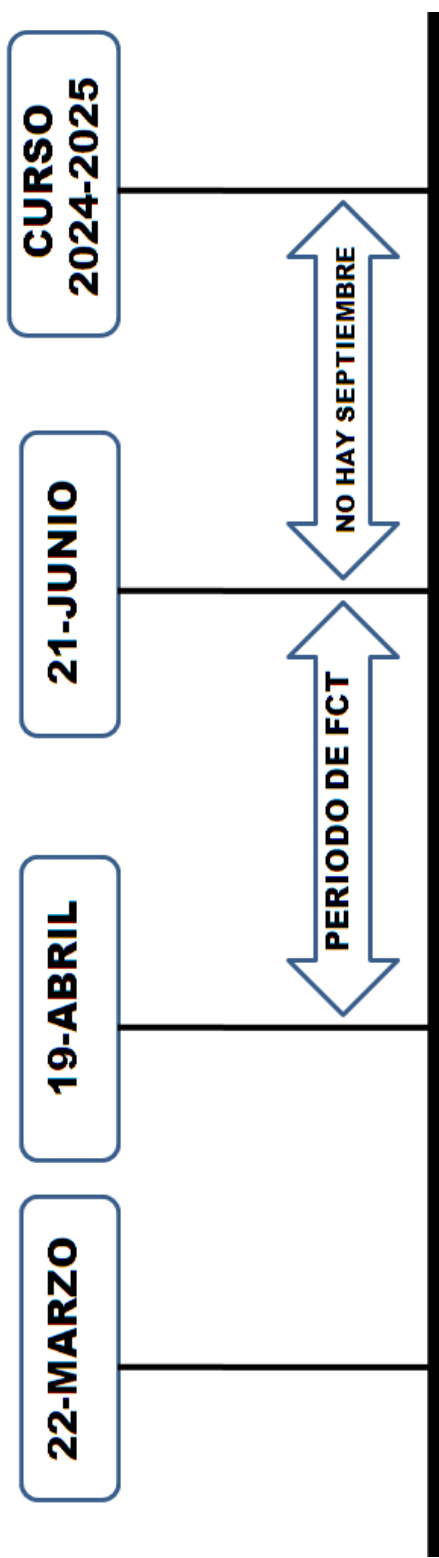 22-MARZO
19-ABRIL
21-JUNIO
CURSO
2024-2025
PERIODO DE FCT
NO HAY SEPTIEMBRE